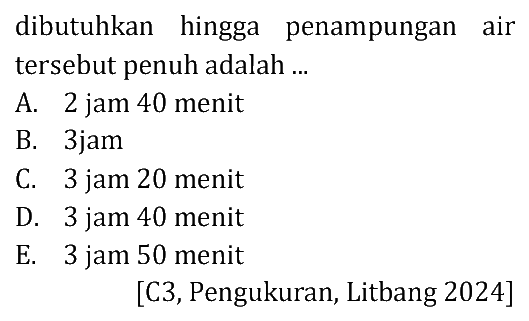 dibutuhkan hingga penampungan air
tersebut penuh adalah ...
A. 2 jam 40 menit
B. 3jam
C. 3 jam 20 menit
D. 3 jam 40 menit
E. 3 jam 50 menit
[C3, Pengukuran, Litbang 2024]